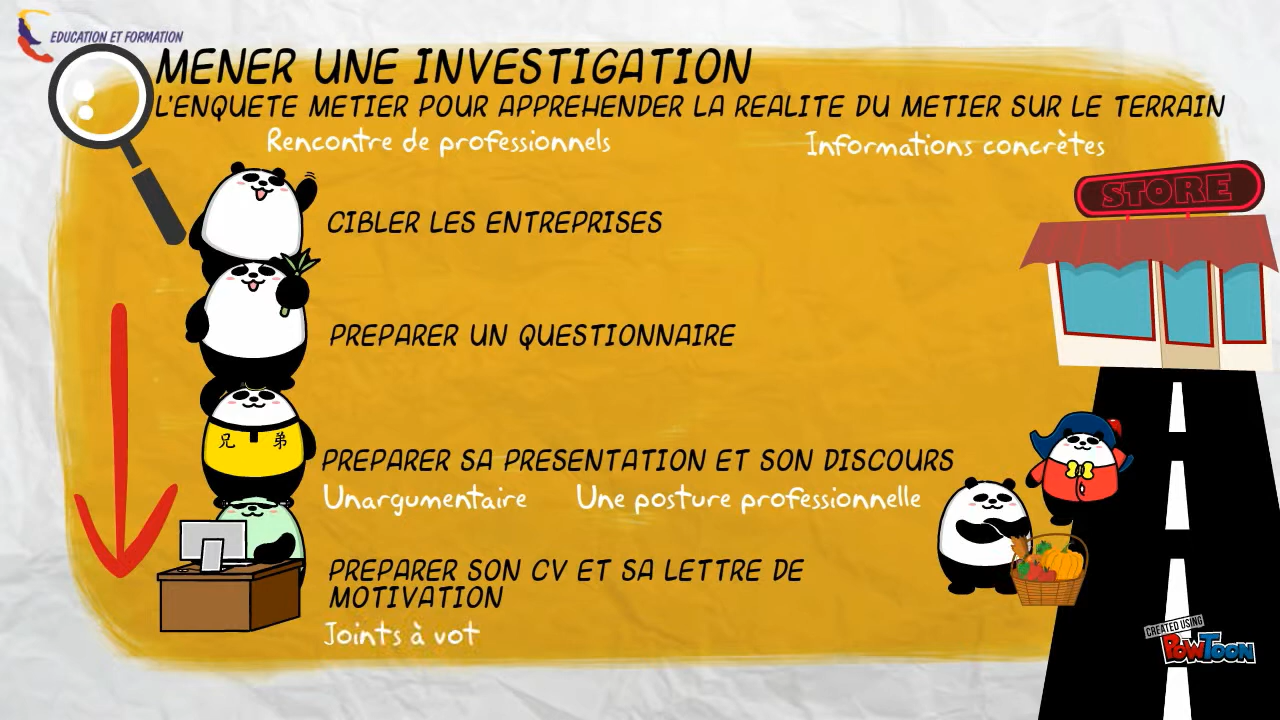 EDUCATION ET FORMATION
MENER UNE INVESTIGATION
L'ENQUETE METIER POUR APPREHENDER LA REALITE DU METIER SUR LE TERRAIN
Rencontre de professionnels
Informations concrètes
STORE
CIBLER LES ENTREPRISES
PREPARER UN QUESTIONNAIRE
兄 弟
PREPARER SA PRESENTATION ET SON DISCOURS
Unargumentaire
Une posture professionnelle
PREPARER SON CV ET SA LETTRE DE
MOTIVATION
Joints à vot
CREATED USING
POWTOON